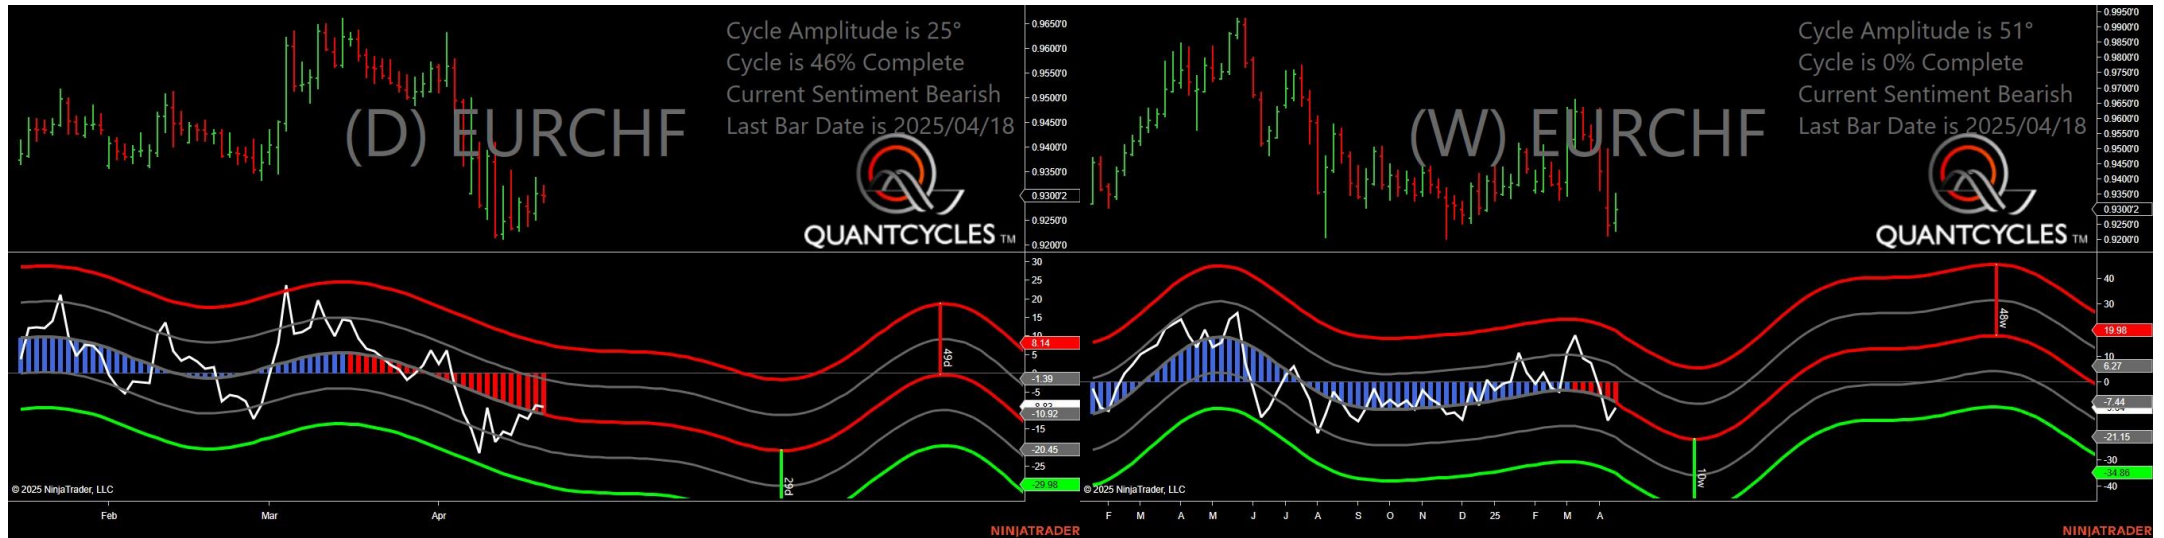 Cycle Amplitude is 25°
Cycle is 46% Complete
Current Sentiment Bearish
Last Bar Date is 2025/04/18
(D) EURCHF
QUANTCYCLES TM
0.9650'0
0.9600'0
0.9550'0
0.9500'0
0.9450'0
0.9400'0
0.9350'0
0.9300'2
0.9250'0
0.9200'0
30
25
20
15
10
8.14
5
0
-1.39
-5
-10.92
-15
-20.45
-25
-29.98
49d
29d
© 2025 NinjaTrader, LLC
Feb
Mar
Apr
NINJATRADER
Cycle Amplitude is 51°
Cycle is 0% Complete
Current Sentiment Bearish
Last Bar Date is 2025/04/18
(W) EURCHF
QUANTCYCLES TM
0.9950'0
0.9900'0
0.9850'0
0.9800'0
0.9750'0
0.9700'0
0.9650'0
0.9600'0
0.9550'0
0.9500'0
0.9450'0
0.9400'0
0.9350'0
0.9300'2
0.9250'0
0.9200'0
40
30
19.98
10
6.27
0
-7.44
-21.15
-30
-34.86
-40
48w
10w
© 2025 NinjaTrader, LLC
F
M
A
M
J
J
A
S
O
N
D
25
F
M
A
NINJATRADER